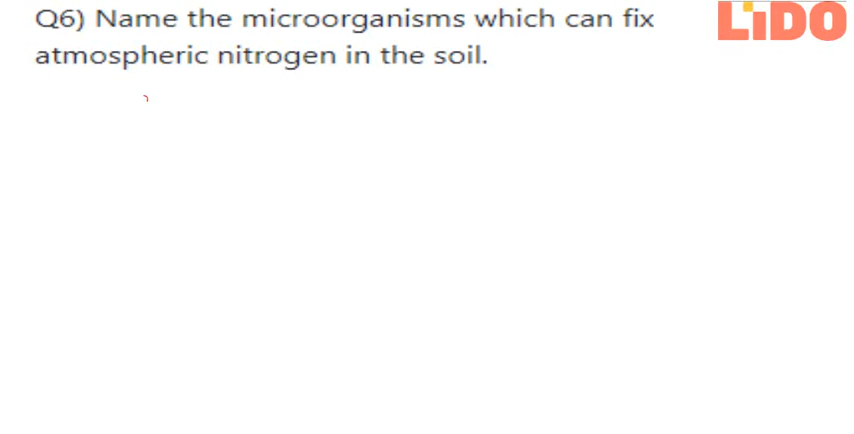 Q6) Name the microorganisms which can fix
atmospheric nitrogen in the soil.
LiDO